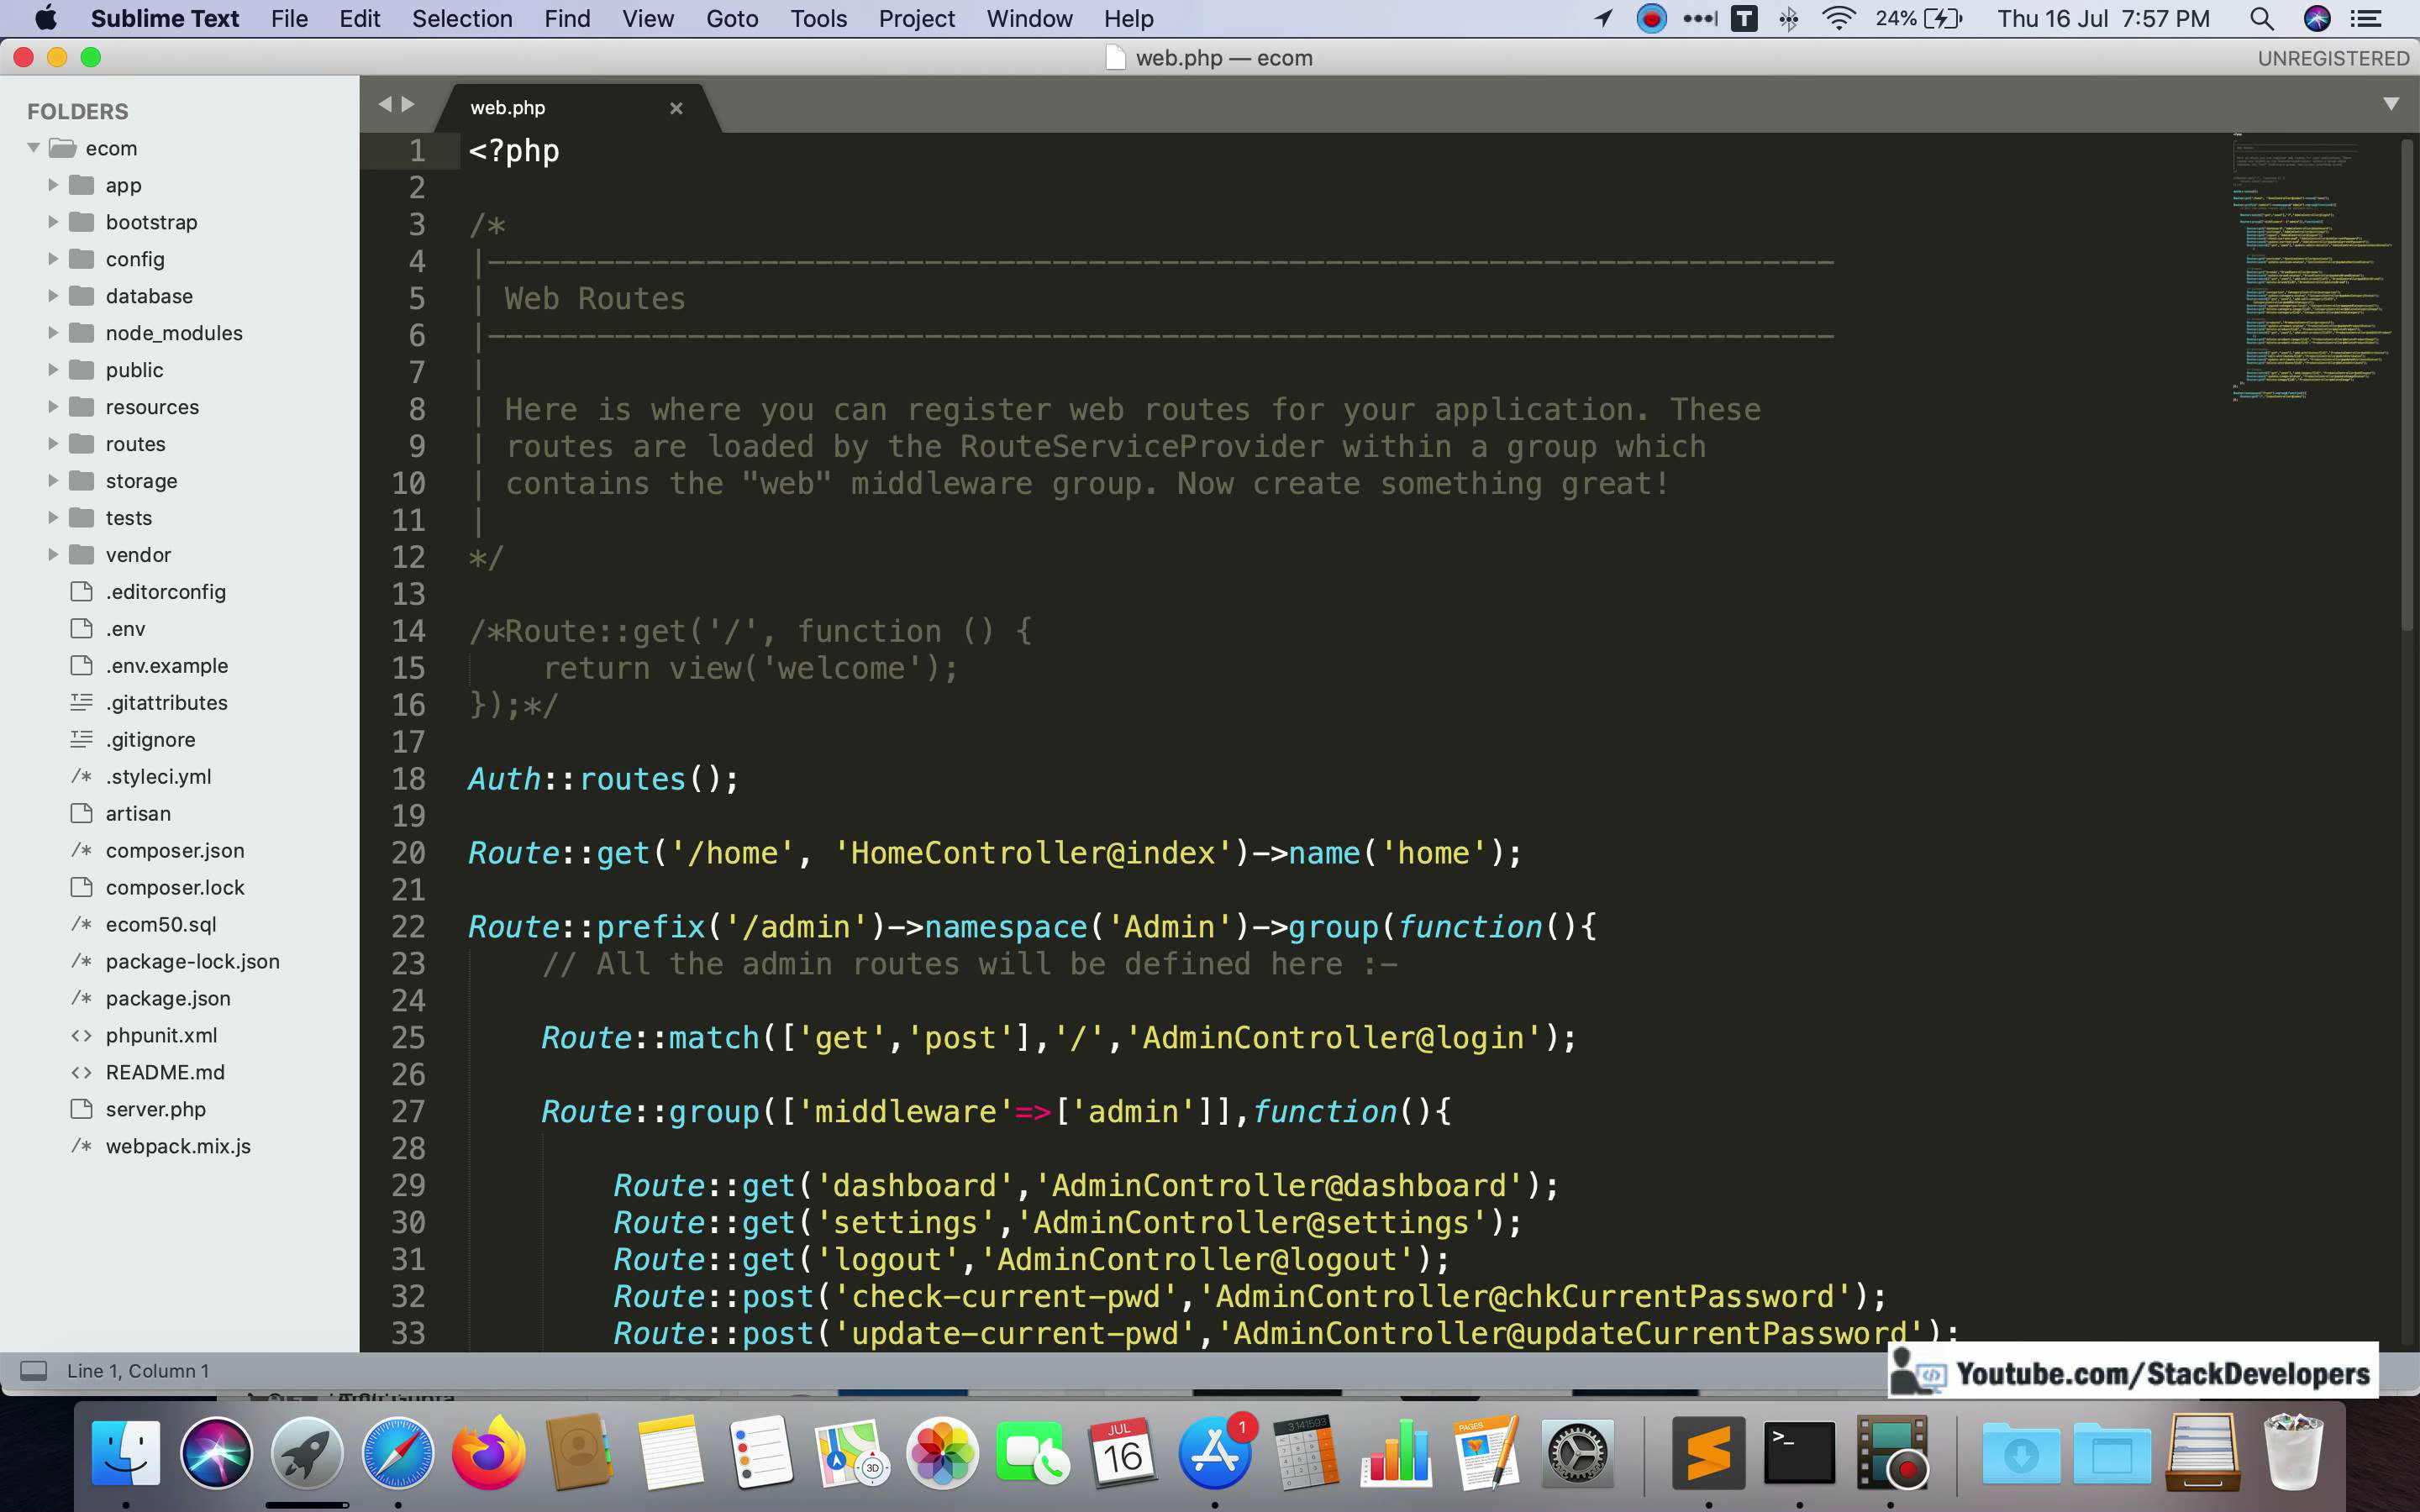 Sublime Text File Edit Selection Find View Goto Tools Project Window Help 24% Thu 16 Jul 7:57 PM
web.php — ecom UNREGISTERED
FOLDERS
ecom
app
bootstrap
config
database
node_modules
public
resources
routes
storage
tests
vendor
.editorconfig
.env
.env.example
.gitattributes
.gitignore
/* .styleci.yml
artisan
/* composer.json
composer.lock
/* ecom50.sql
/* package-lock.json
/* package.json
<> phpunit.xml
<> README.md
server.php
/* webpack.mix.js
web.php ×
1 <?php
2
3 /*
4 |--------------------------------------------------------------------------
5 | Web Routes
6 |--------------------------------------------------------------------------
7 |
8 | Here is where you can register web routes for your application. These
9 | routes are loaded by the RouteServiceProvider within a group which
10 | contains the "web" middleware group. Now create something great!
11 |
12 */
13
14 /*Route::get('/', function () {
15 return view('welcome');
16 });*/
17
18 Auth::routes();
19
20 Route::get('/home', 'HomeController@index')->name('home');
21
22 Route::prefix('/admin')->namespace('Admin')->group(function(){
23 // All the admin routes will be defined here :-
24
25 Route::match(['get','post'],'/','AdminController@login');
26
27 Route::group(['middleware'=>['admin']],function(){
28
29 Route::get('dashboard','AdminController@dashboard');
30 Route::get('settings','AdminController@settings');
31 Route::get('logout','AdminController@logout');
32 Route::post('check-current-pwd','AdminController@chkCurrentPassword');
33 Route::post('update-current-pwd','AdminController@updateCurrentPassword');
Line 1, Column 1
Youtube.com/StackDevelopers
JUL
16
1
3.141593
PAGES
3D
>_